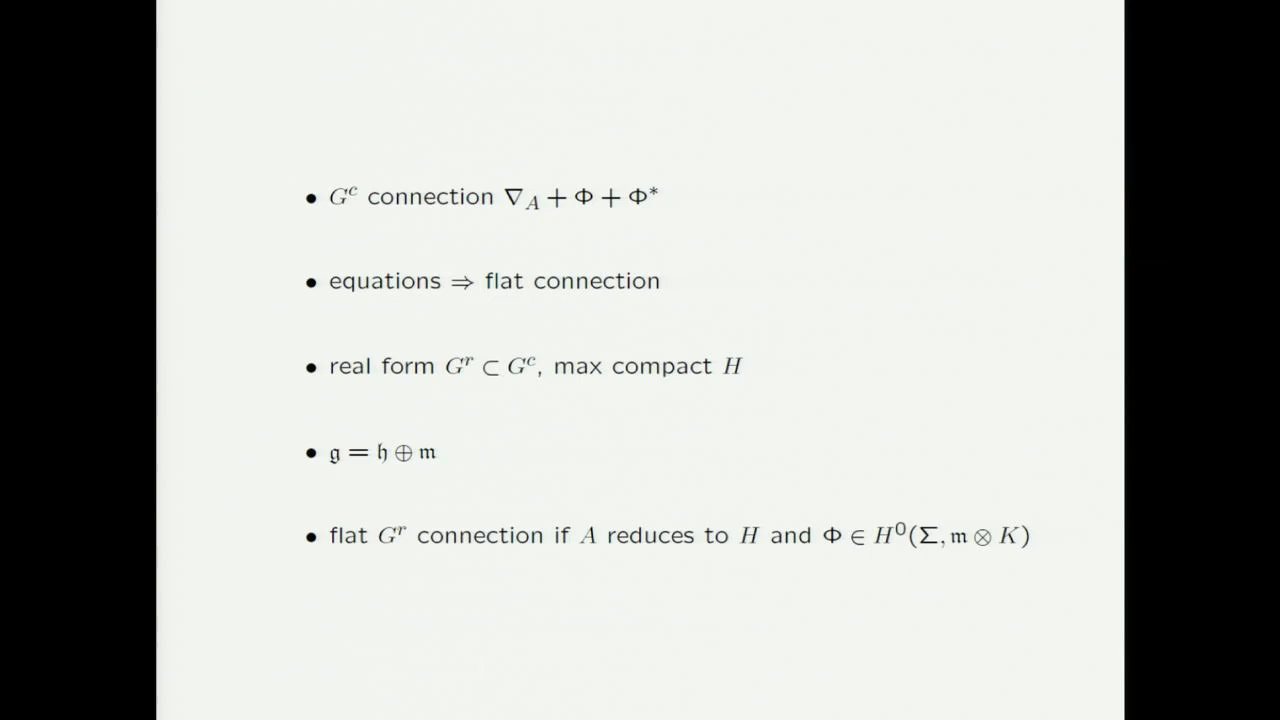 • G^c connection ∇_A + Φ + Φ*
• equations ⇒ flat connection
• real form G^r ⊂ G^c, max compact H
• 𝔤 = 𝔥 ⊕ 𝔪
• flat G^r connection if A reduces to H and Φ ∈ H^0(Σ, 𝔪 ⊗ K)